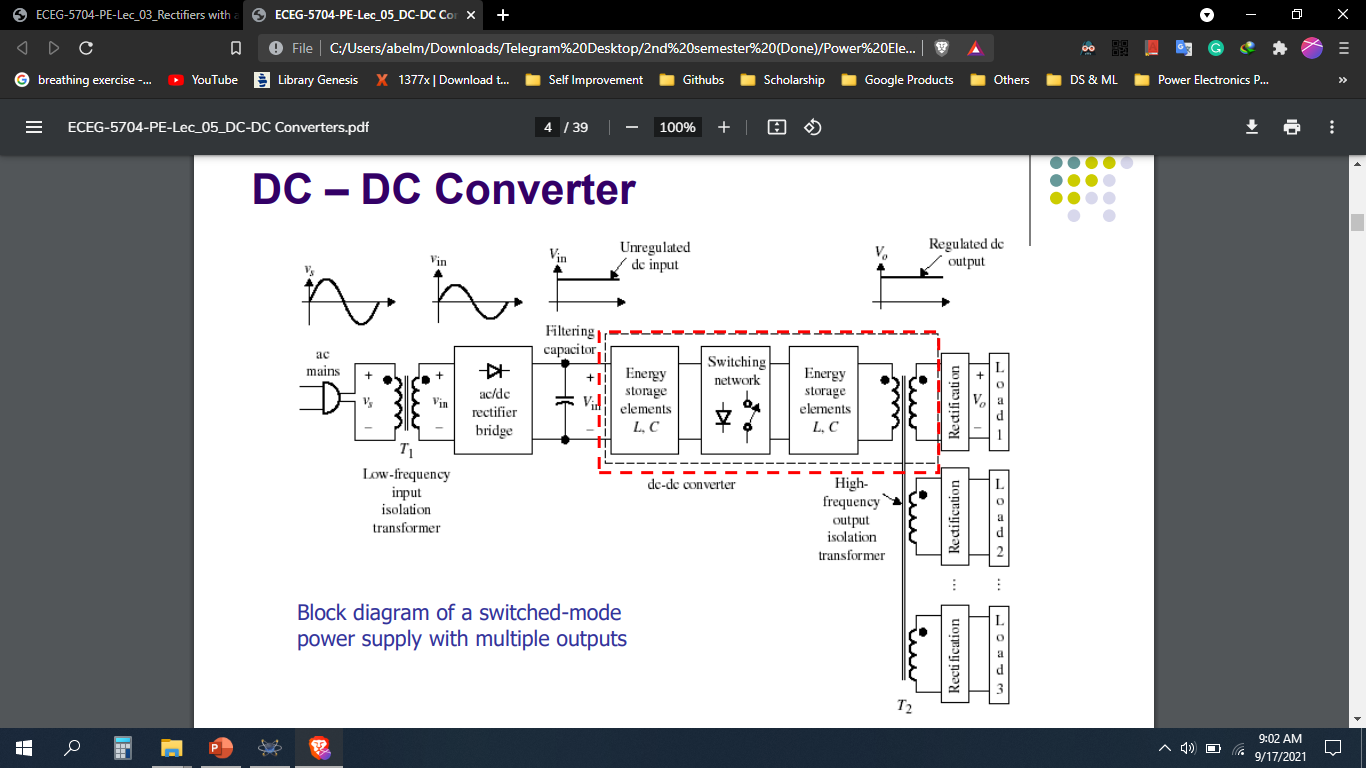 ECEG-5704-PE-Lec_03_Rectifiers with a
ECEG-5704-PE-Lec_05_DC-DC Cor
File
C:/Users/abelm/Downloads/Telegram%20Desktop/2nd%20semester%20(Done)/Power%20Ele...
breathing exercise -...
YouTube
Library Genesis
1377x | Download t...
Self Improvement
Githubs
Scholarship
Google Products
Others
DS & ML
Power Electronics P...
»
ECEG-5704-PE-Lec_05_DC-DC Converters.pdf
4 / 39
100%
DC – DC Converter
vs
vin
Vin
Unregulated
dc input
Vo
Regulated dc
output
ac
mains
+
vs
–
T1
Low-frequency
input
isolation
transformer
+
vin
–
ac/dc
rectifier
bridge
Filtering
capacitor
+
Vin
–
Energy
storage
elements
L, C
Switching
network
Energy
storage
elements
L, C
dc-dc converter
High-
frequency
output
isolation
transformer
T2
Rectification
+
Vo
–
Load 1
Rectification
Load 2
⋮ ⋮
Rectification
Load 3
Block diagram of a switched-mode
power supply with multiple outputs
9:02 AM
9/17/2021